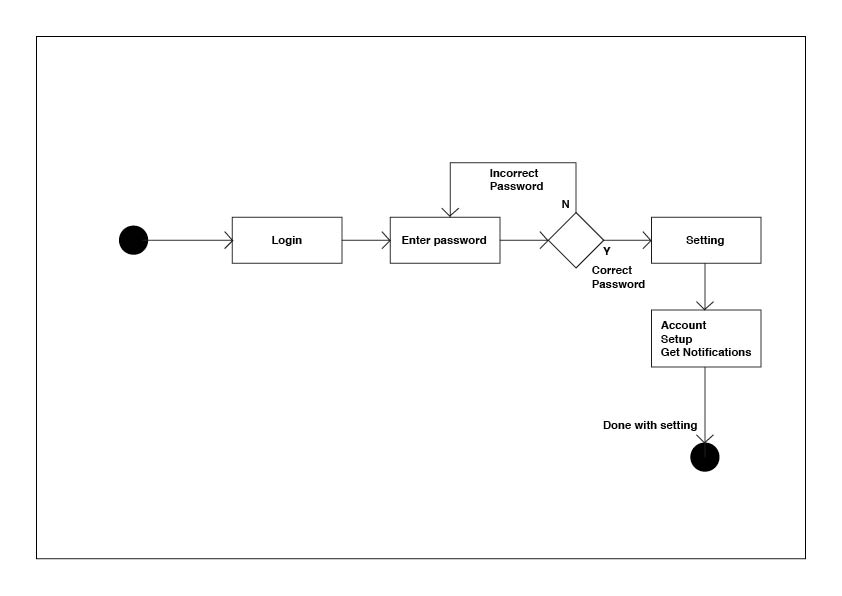 Incorrect
Password
N
Login
Enter password
Setting
Y
Correct
Password
Account
Setup
Get Notifications
Done with setting